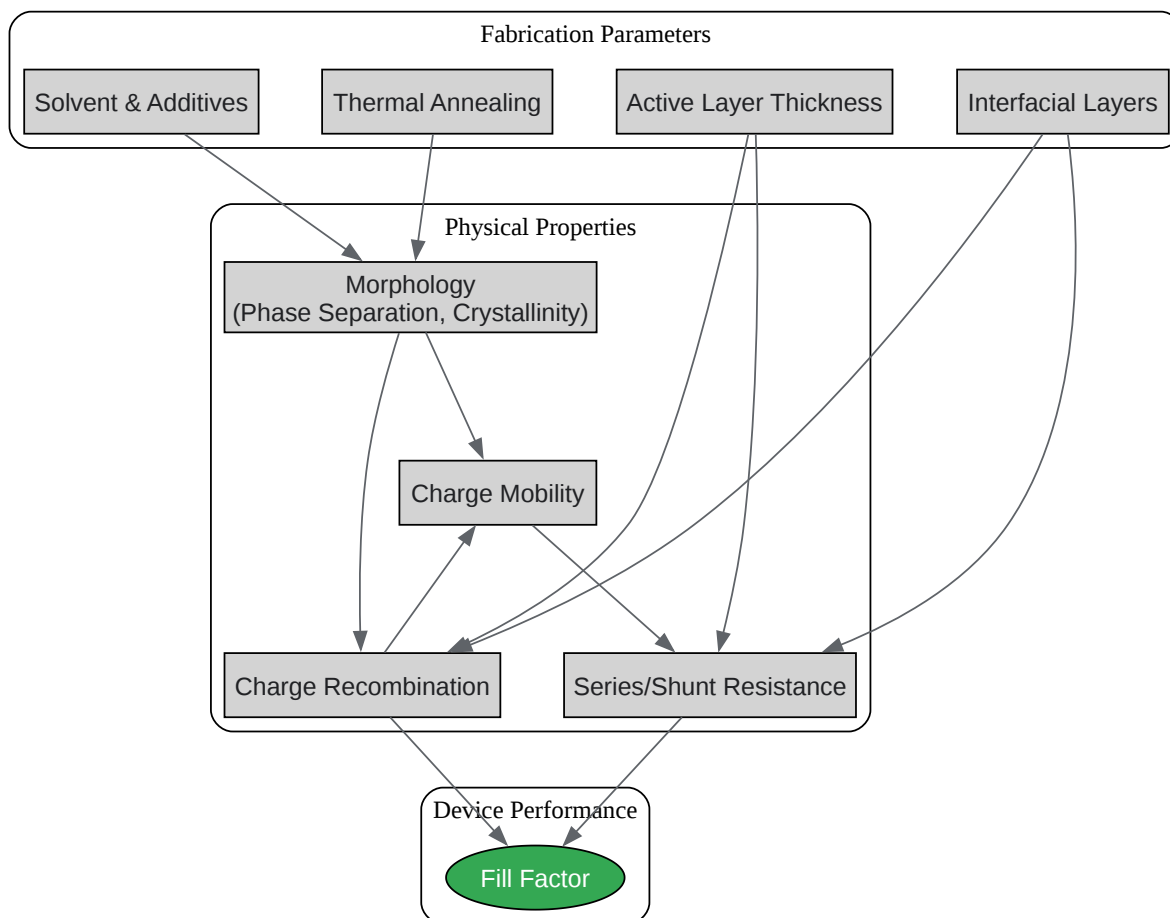 Fabrication Parameters
Solvent & Additives
Thermal Annealing
Active Layer Thickness
Interfacial Layers
Physical Properties
Morphology
(Phase Separation, Crystallinity)
Charge Mobility
Charge Recombination
Series/Shunt Resistance
Device Performance
Fill Factor